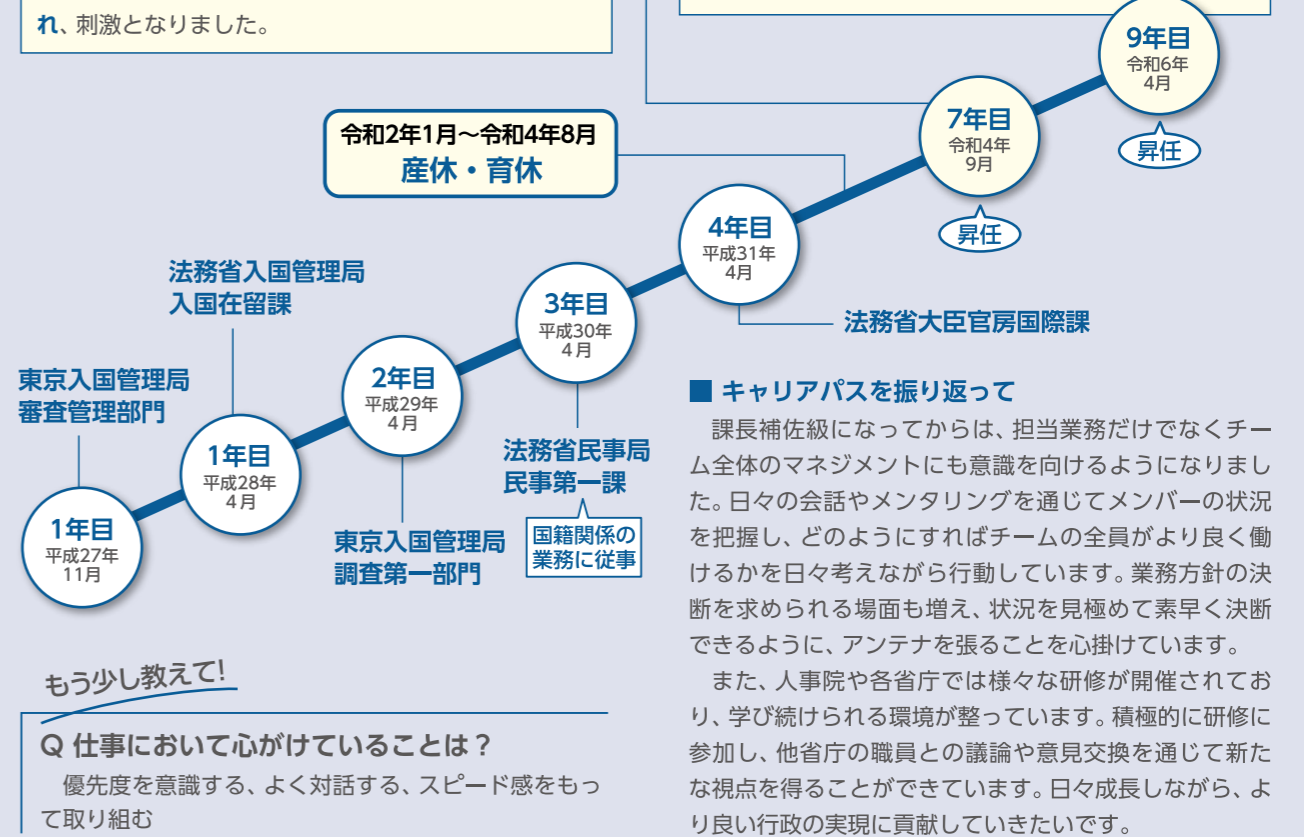 れ、刺激となりました。
9年目
令和6年
4月
昇任
7年目
令和4年
9月
昇任
令和2年1月～令和4年8月
産休・育休
4年目
平成31年
4月
法務省大臣官房国際課
3年目
平成30年
4月
法務省民事局
民事第一課
国籍関係の
業務に従事
2年目
平成29年
4月
東京入国管理局
調査第一部門
法務省入国管理局
入国在留課
1年目
平成28年
4月
東京入国管理局
審査管理部門
1年目
平成27年
11月
もう少し教えて!
Q 仕事において心がけていることは？
優先度を意識する、よく対話する、スピード感をもっ
て取り組む
■ キャリアパスを振り返って
課長補佐級になってからは、担当業務だけでなくチー
ム全体のマネジメントにも意識を向けるようになりまし
た。日々の会話やメンタリングを通じてメンバーの状況
を把握し、どのようにすればチームの全員がより良く働
けるかを日々考えながら行動しています。業務方針の決
断を求められる場面も増え、状況を見極めて素早く決断
できるように、アンテナを張ることを心掛けています。
また、人事院や各省庁では様々な研修が開催されてお
り、学び続けられる環境が整っています。積極的に研修に
参加し、他省庁の職員との議論や意見交換を通じて新た
な視点を得ることができています。日々成長しながら、よ
り良い行政の実現に貢献していきたいです。